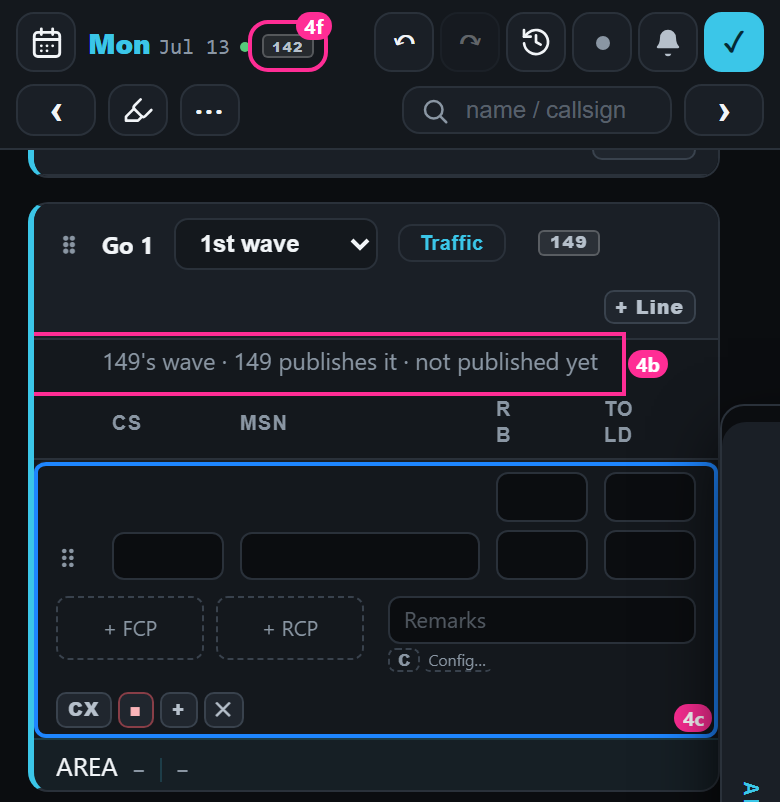 Mon Jul 13 142 4f
name / callsign
Go 1 1st wave Traffic 149
+ Line
149's wave · 149 publishes it · not published yet 4b
CS MSN R B TO LD
+ FCP + RCP Remarks
C Config...
CX + 4c
AREA – –